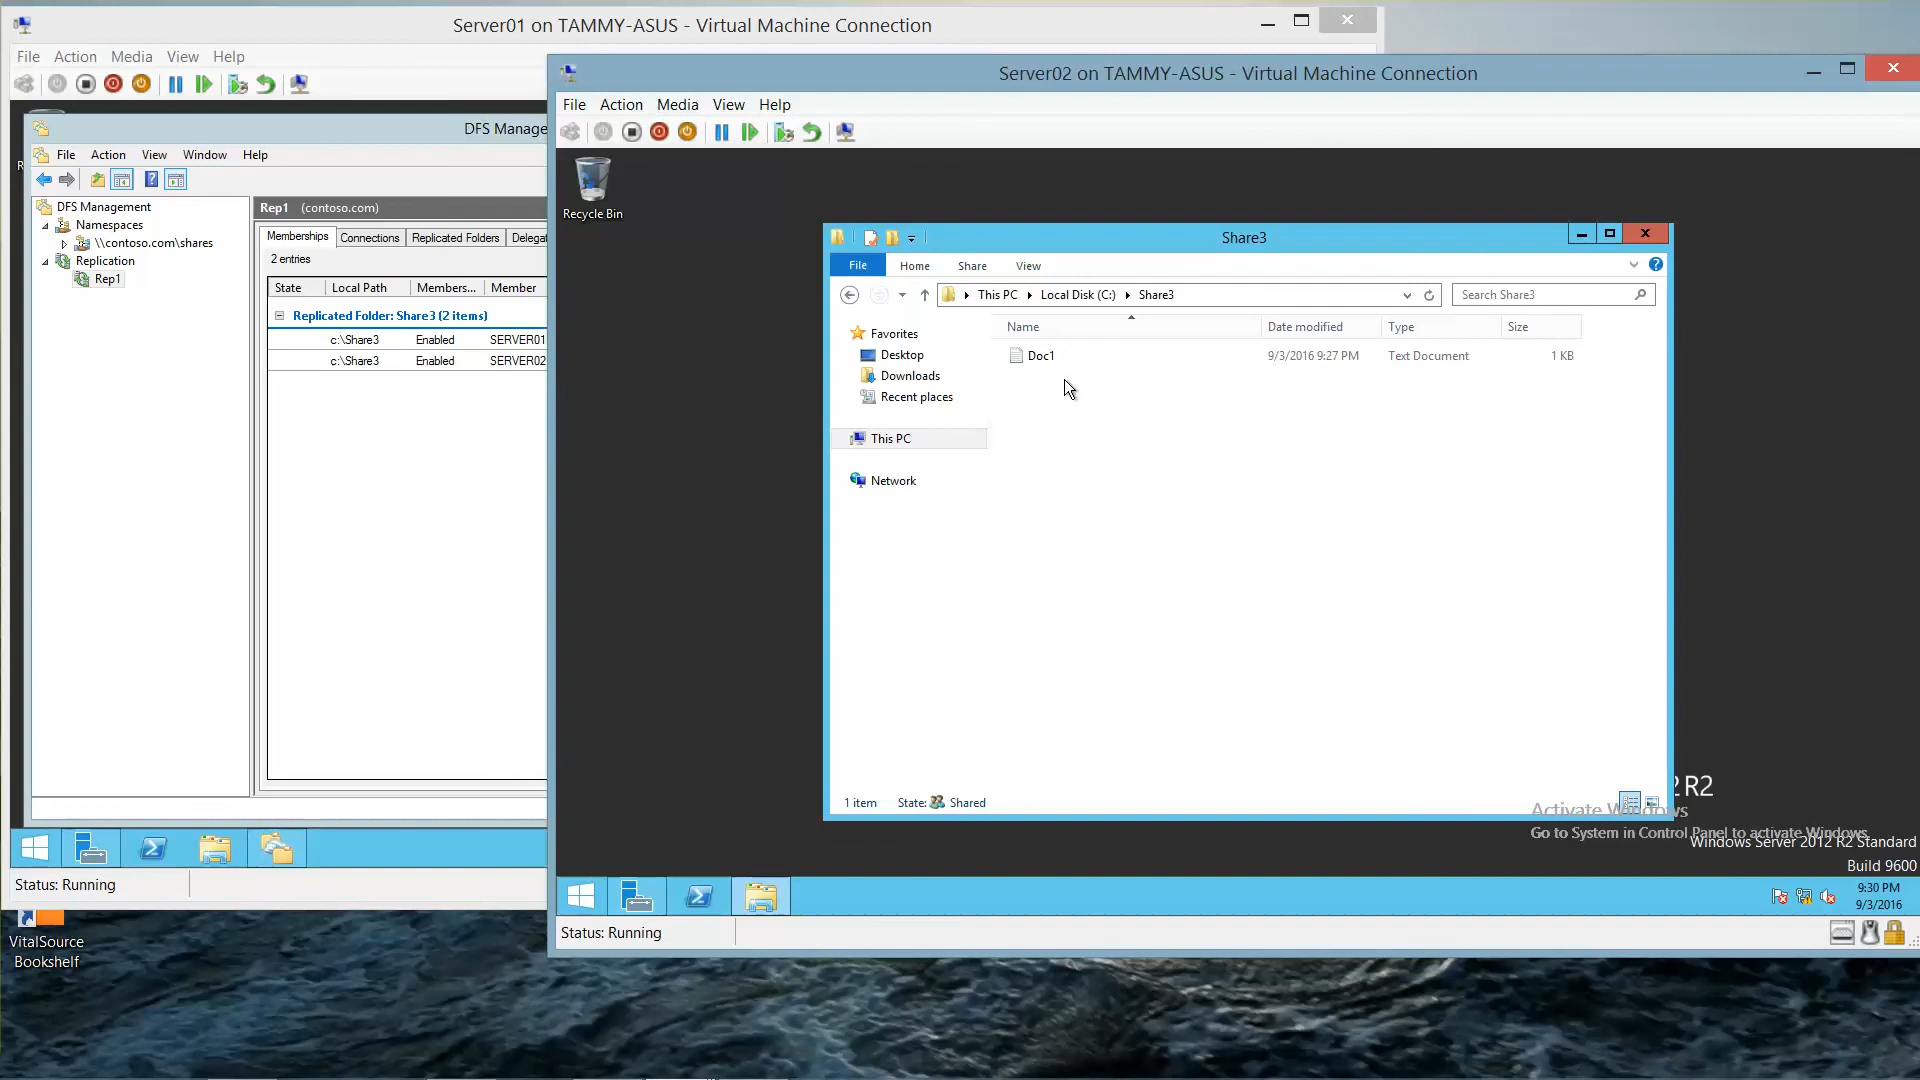 Server01 on TAMMY-ASUS - Virtual Machine Connection
File Action Media View Help
DFS Manage
File Action View Window Help
DFS Management
Namespaces
\\contoso.com\shares
Replication
Rep1
Rep1 (contoso.com)
Memberships Connections Replicated Folders Delegat
2 entries
State Local Path Members... Member
Replicated Folder: Share3 (2 items)
c:\Share3 Enabled SERVER01
c:\Share3 Enabled SERVER02
Status: Running
VitalSource
Bookshelf
Server02 on TAMMY-ASUS - Virtual Machine Connection
File Action Media View Help
Recycle Bin
Share3
File Home Share View
This PC Local Disk (C:) Share3
Search Share3
Favorites
Desktop
Downloads
Recent places
This PC
Network
Name Date modified Type Size
Doc1 9/3/2016 9:27 PM Text Document 1 KB
1 item State: Shared
2 R2
Activate Windows
Go to System in Control Panel to activate Windows.
Windows Server 2012 R2 Standard
Build 9600
9:30 PM
9/3/2016
Status: Running